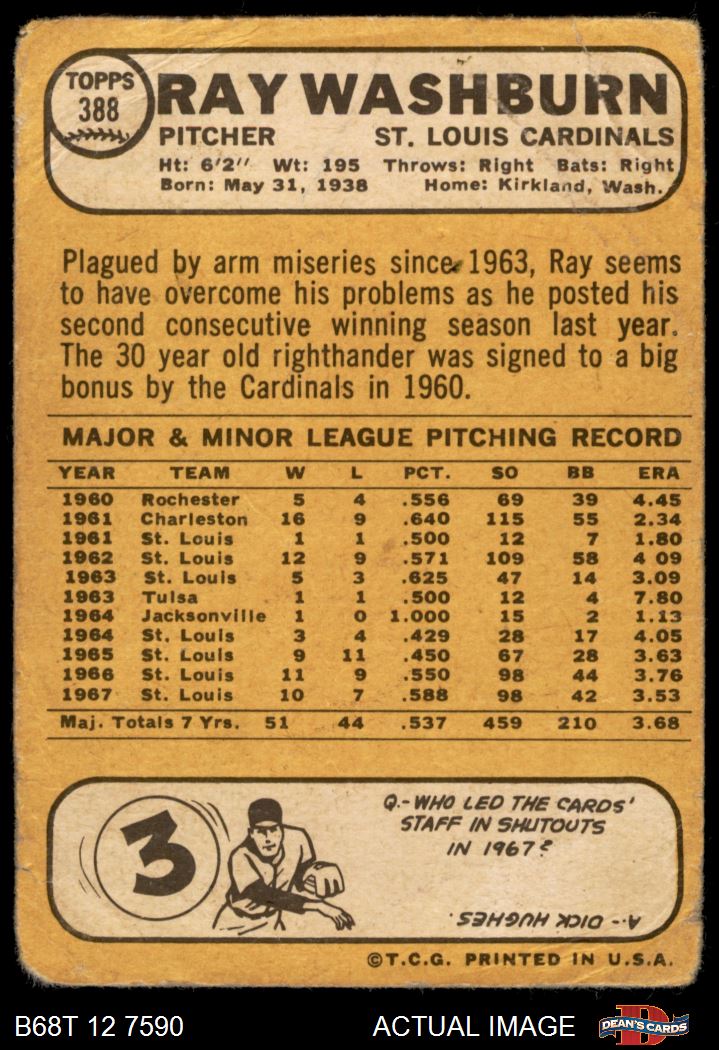 TOPPS
388
RAY WASHBURN
PITCHER ST. LOUIS CARDINALS
Ht: 6'2" Wt: 195 Throws: Right Bats: Right
Born: May 31, 1938 Home: Kirkland, Wash.
Plagued by arm miseries since 1963, Ray seems
to have overcome his problems as he posted his
second consecutive winning season last year.
The 30 year old righthander was signed to a big
bonus by the Cardinals in 1960.
MAJOR & MINOR LEAGUE PITCHING RECORD
YEAR TEAM W L PCT. SO BB ERA
1960 Rochester 5 4 .556 69 39 4.45
1961 Charleston 16 9 .640 115 55 2.34
1961 St. Louis 1 1 .500 12 7 1.80
1962 St. Louis 12 9 .571 109 58 4 09
1963 St. Louis 5 3 .625 47 14 3.09
1963 Tulsa 1 1 .500 12 4 7.80
1964 Jacksonville 1 0 1.000 15 2 1.13
1964 St. Louis 3 4 .429 28 17 4.05
1965 St. Louis 9 11 .450 67 28 3.63
1966 St. Louis 11 9 .550 98 44 3.76
1967 St. Louis 10 7 .588 98 42 3.53
Maj. Totals 7 Yrs. 51 44 .537 459 210 3.68
3
Q.-WHO LED THE CARDS'
STAFF IN SHUTOUTS
IN 1967?
A-- DICK HUGHES.
©T.C.G. PRINTED IN U.S.A.
B68T 12 7590 ACTUAL IMAGE D DEAN'S CARDS